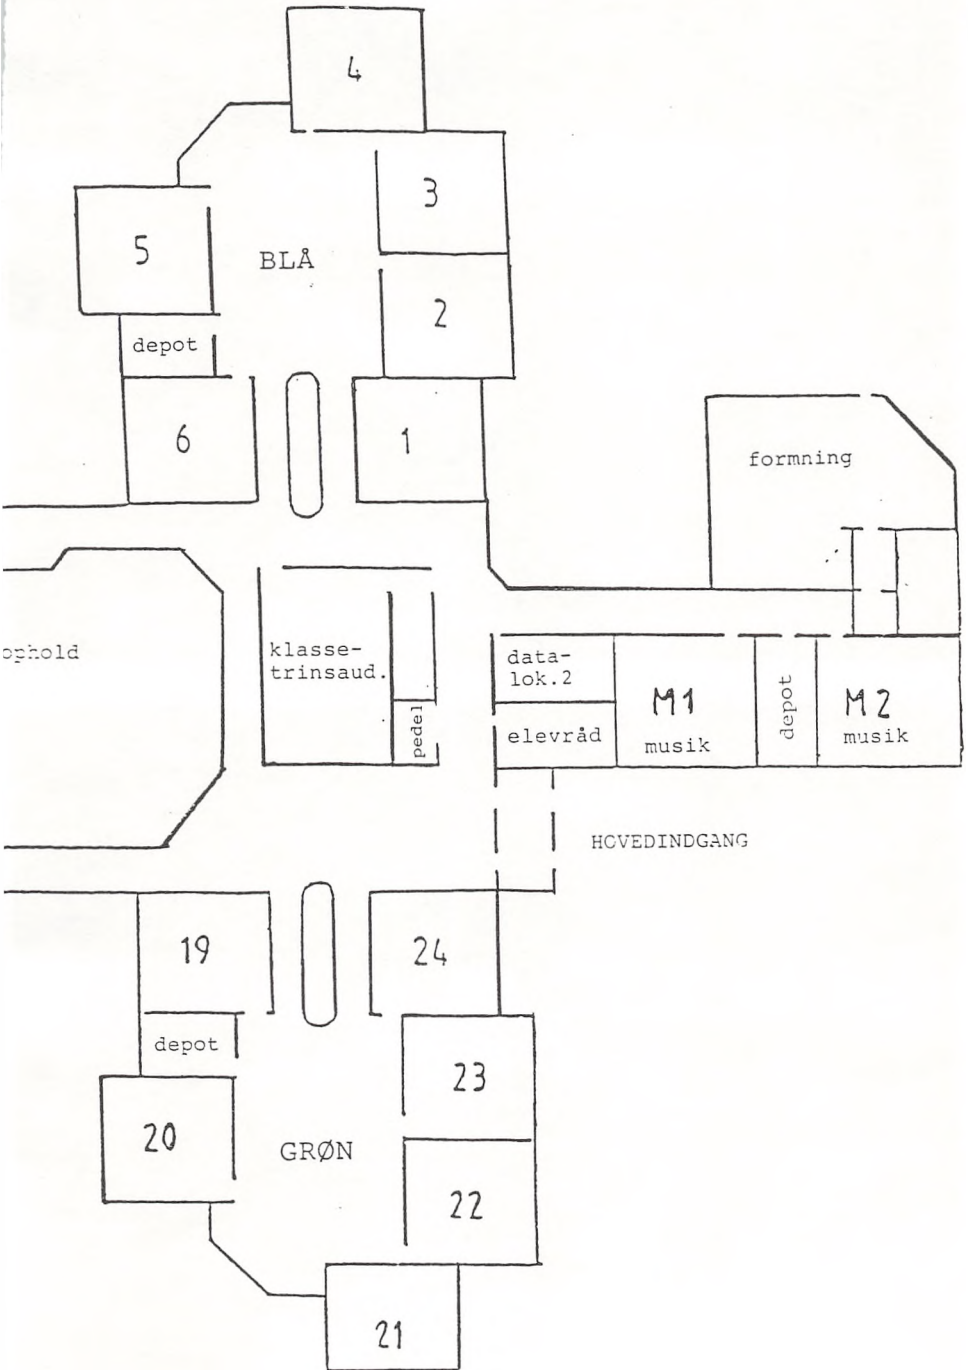 4
3
5
BLÅ
2
depot
6
1
formning
ophold
klasse-
trinsaud.
pedel
data-
lok.2
elevråd
M1
musik
depot
M2
musik
HOVEDINDGANG
19
24
depot
23
20
GRØN
22
21